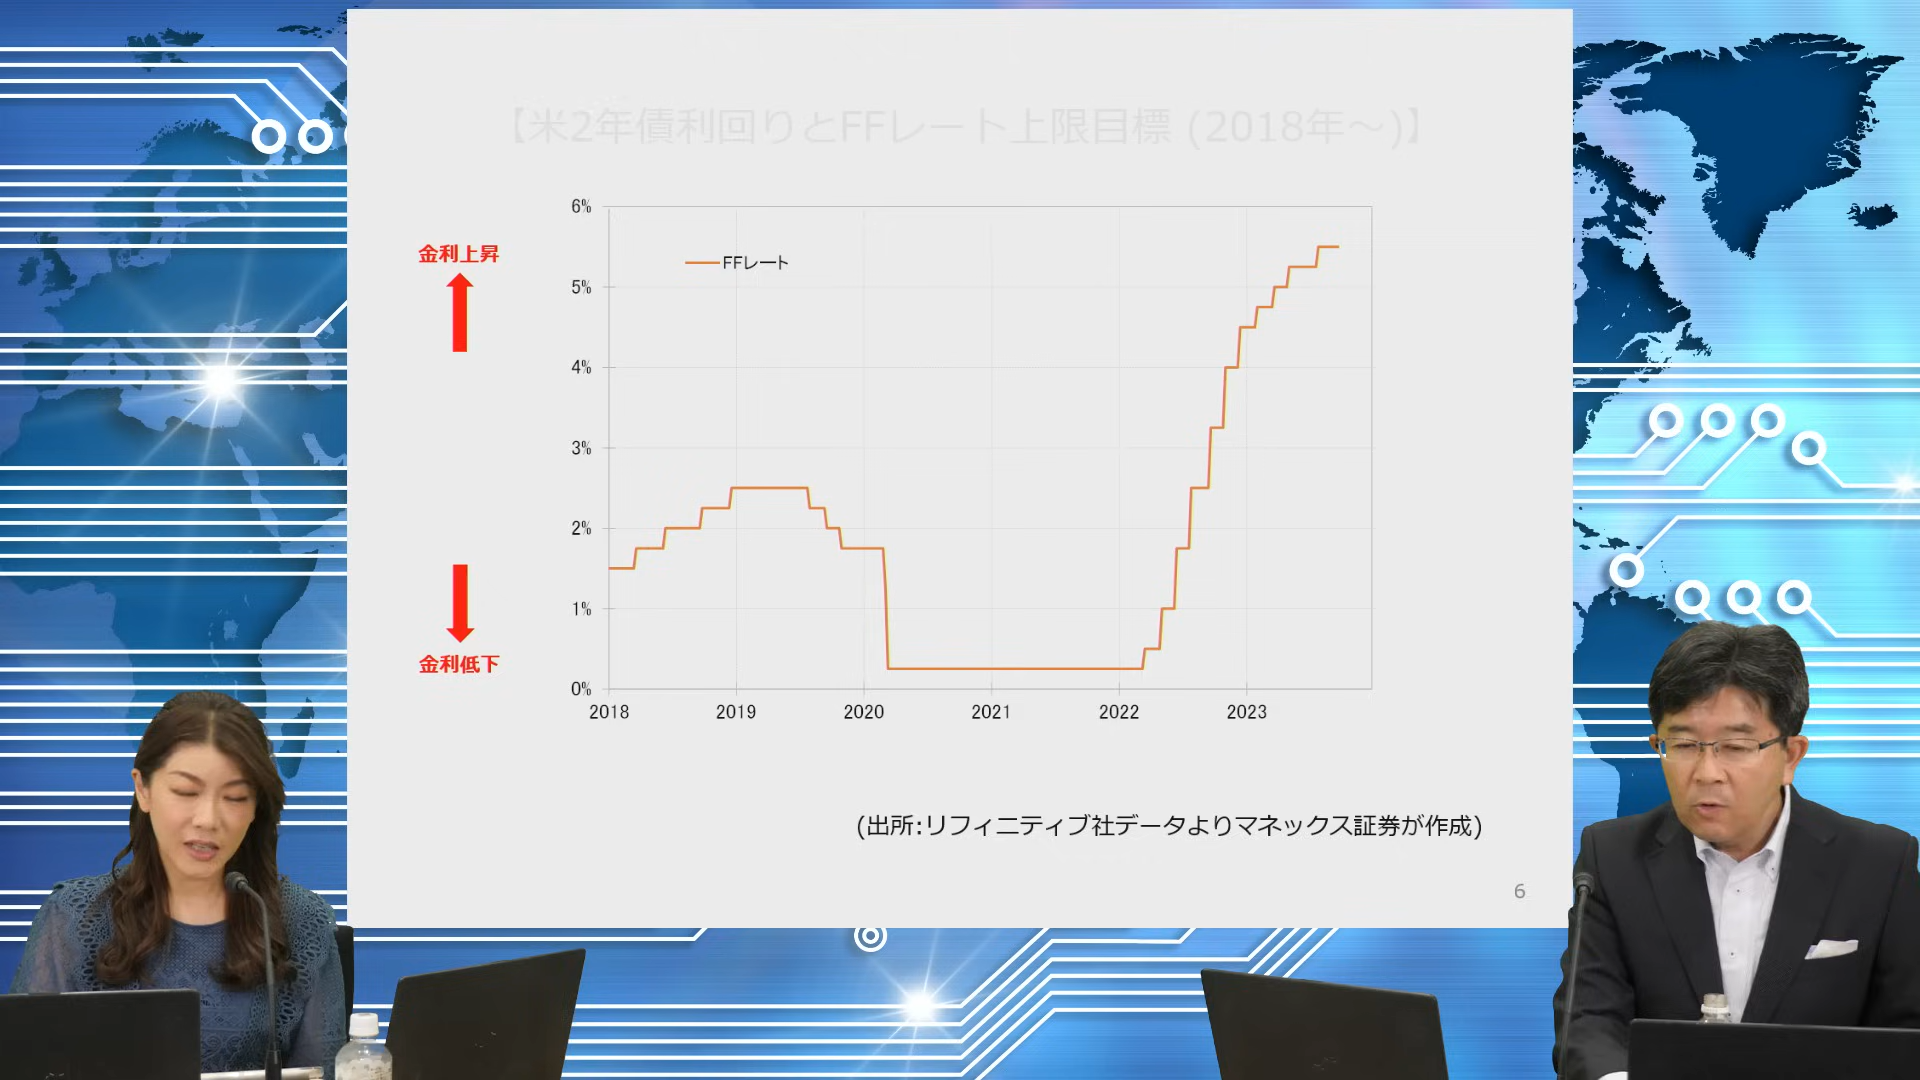 【米2年債利回りとFFレート上限目標 (2018年～)】
6%
金利上昇
FFレート
5%
4%
3%
2%
1%
金利低下
0%
2018 2019 2020 2021 2022 2023
(出所:リフィニティブ社データよりマネックス証券が作成)
6